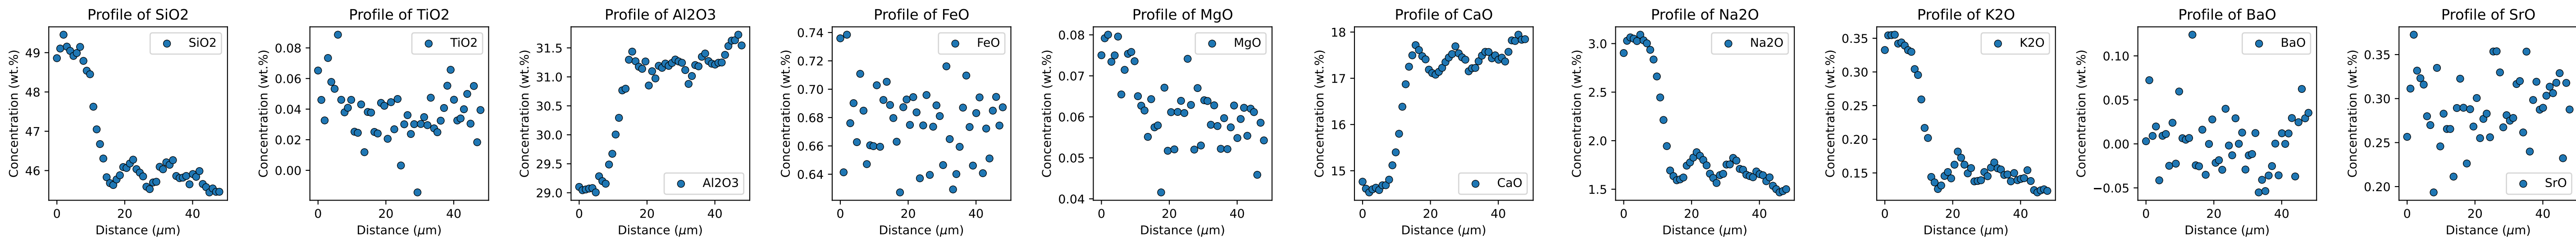 Profile of SiO2
Profile of TiO2
Profile of Al2O3
Profile of FeO
Profile of MgO
Profile of CaO
Profile of Na2O
Profile of K2O
Profile of BaO
Profile of SrO
Concentration (wt.%)
49
48
47
46
SiO2
0 20 40
Distance (μm)
Concentration (wt.%)
0.08
0.06
0.04
0.02
0.00
TiO2
0 20 40
Distance (μm)
Concentration (wt.%)
31.5
31.0
30.5
30.0
29.5
29.0
Al2O3
0 20 40
Distance (μm)
Concentration (wt.%)
0.74
0.72
0.70
0.68
0.66
0.64
FeO
0 20 40
Distance (μm)
Concentration (wt.%)
0.08
0.07
0.06
0.05
0.04
MgO
0 20 40
Distance (μm)
Concentration (wt.%)
18
17
16
15
CaO
0 20 40
Distance (μm)
Concentration (wt.%)
3.0
2.5
2.0
1.5
Na2O
0 20 40
Distance (μm)
Concentration (wt.%)
0.35
0.30
0.25
0.20
0.15
K2O
0 20 40
Distance (μm)
Concentration (wt.%)
0.10
0.05
0.00
−0.05
BaO
0 20 40
Distance (μm)
Concentration (wt.%)
0.35
0.30
0.25
0.20
SrO
0 20 40
Distance (μm)